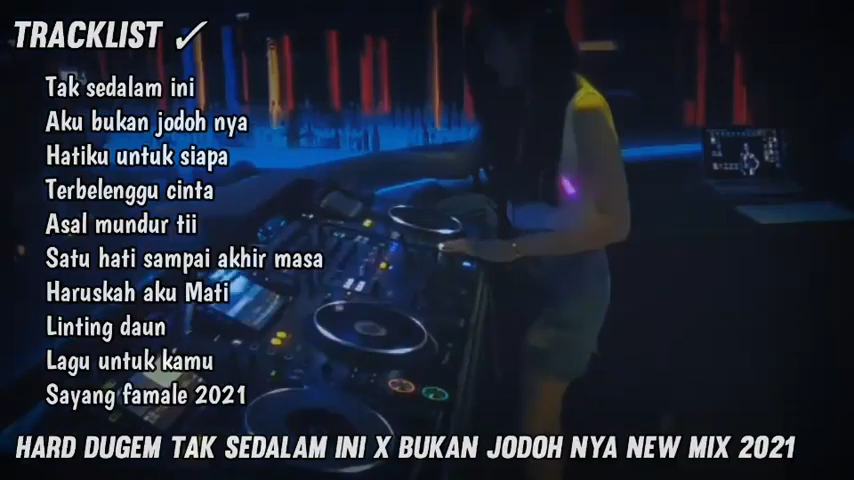 TRACKLIST ✓
Tak sedalam ini
Aku bukan jodoh nya
Hatiku untuk siapa
Terbelenggu cinta
Asal mundur tii
Satu hati sampai akhir masa
Haruskah aku Mati
Linting daun
Lagu untuk kamu
Sayang famale 2021
HARD DUGEM TAK SEDALAM INI X BUKAN JODOH NYA NEW MIX 2021